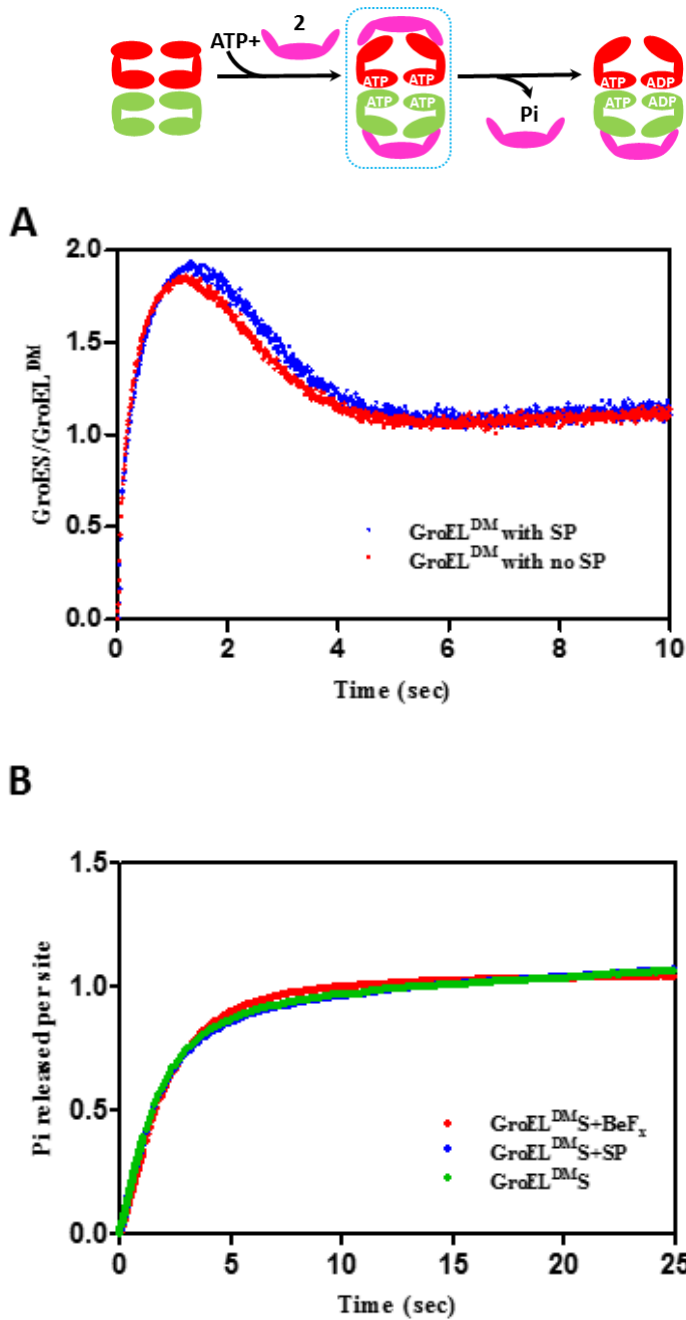 2
ATP+
ATP ATP
ATP ATP
Pi
ATP ADP
ATP ADP
A
2.0
1.5
1.0
0.5
0.0
GroES/GroEL^DM
GroEL^DM with SP
GroEL^DM with no SP
0 2 4 6 8 10
Time (sec)
B
1.5
1.0
0.5
0.0
Pi released per site
GroEL^DMS+BeFₓ
GroEL^DMS+SP
GroEL^DMS
0 5 10 15 20 25
Time (sec)